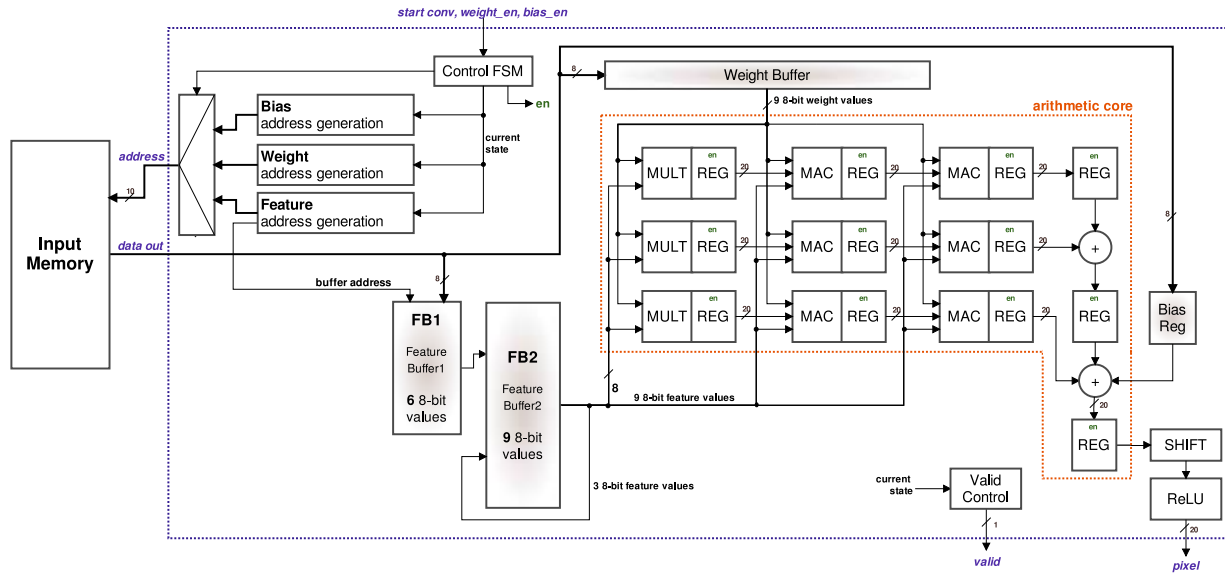 start conv, weight_en, bias_en
Control FSM
en
8
Weight Buffer
9 8-bit weight values
arithmetic core
Bias
address generation
current
state
Weight
address generation
Feature
address generation
address
10
Input
Memory
data out
buffer address
8
FB1
Feature
Buffer1
6 8-bit
values
FB2
Feature
Buffer2
9 8-bit
values
8
9 8-bit feature values
3 8-bit feature values
MULT
en
REG
20
MAC
en
REG
20
MAC
en
REG
20
en
REG
8
MULT
en
REG
20
MAC
en
REG
20
MAC
en
REG
20
+
MULT
en
REG
20
MAC
en
REG
20
MAC
en
REG
20
en
REG
Bias
Reg
+
20
en
REG
SHIFT
ReLU
20
pixel
current
state
Valid
Control
1
valid